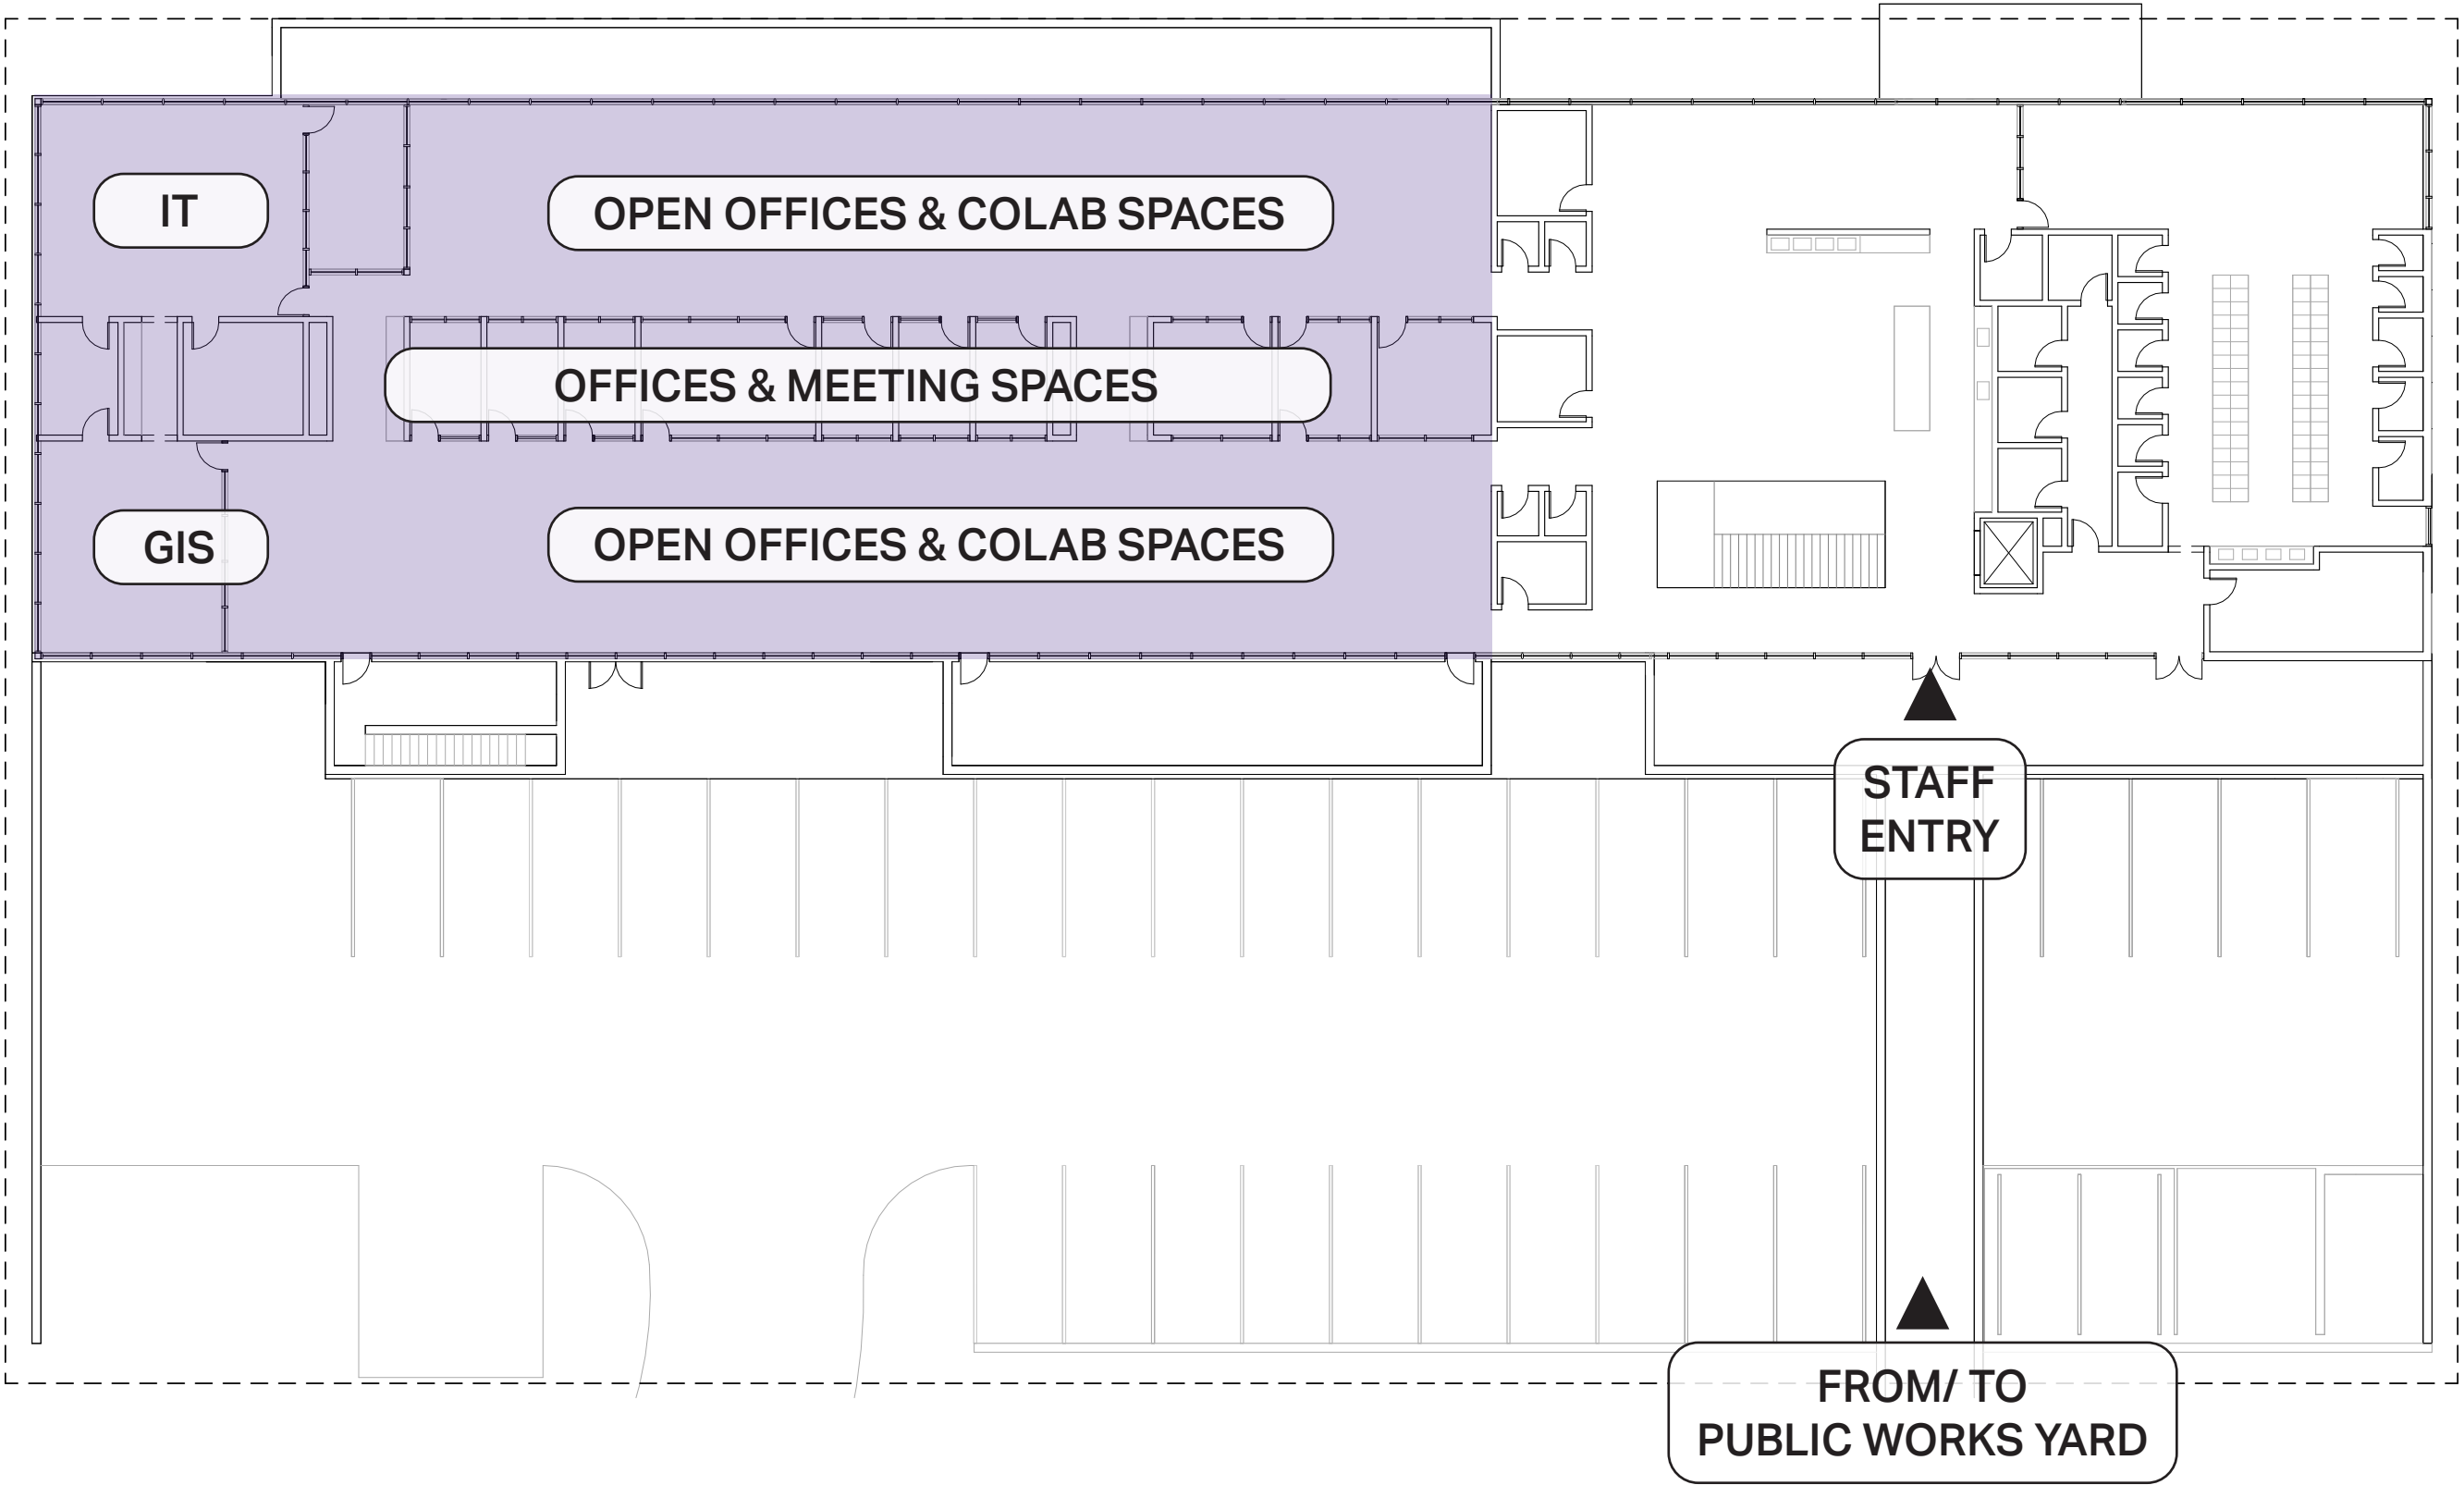 IT
OPEN OFFICES & COLAB SPACES
OFFICES & MEETING SPACES
GIS
OPEN OFFICES & COLAB SPACES
STAFF
ENTRY
FROM/ TO
PUBLIC WORKS YARD